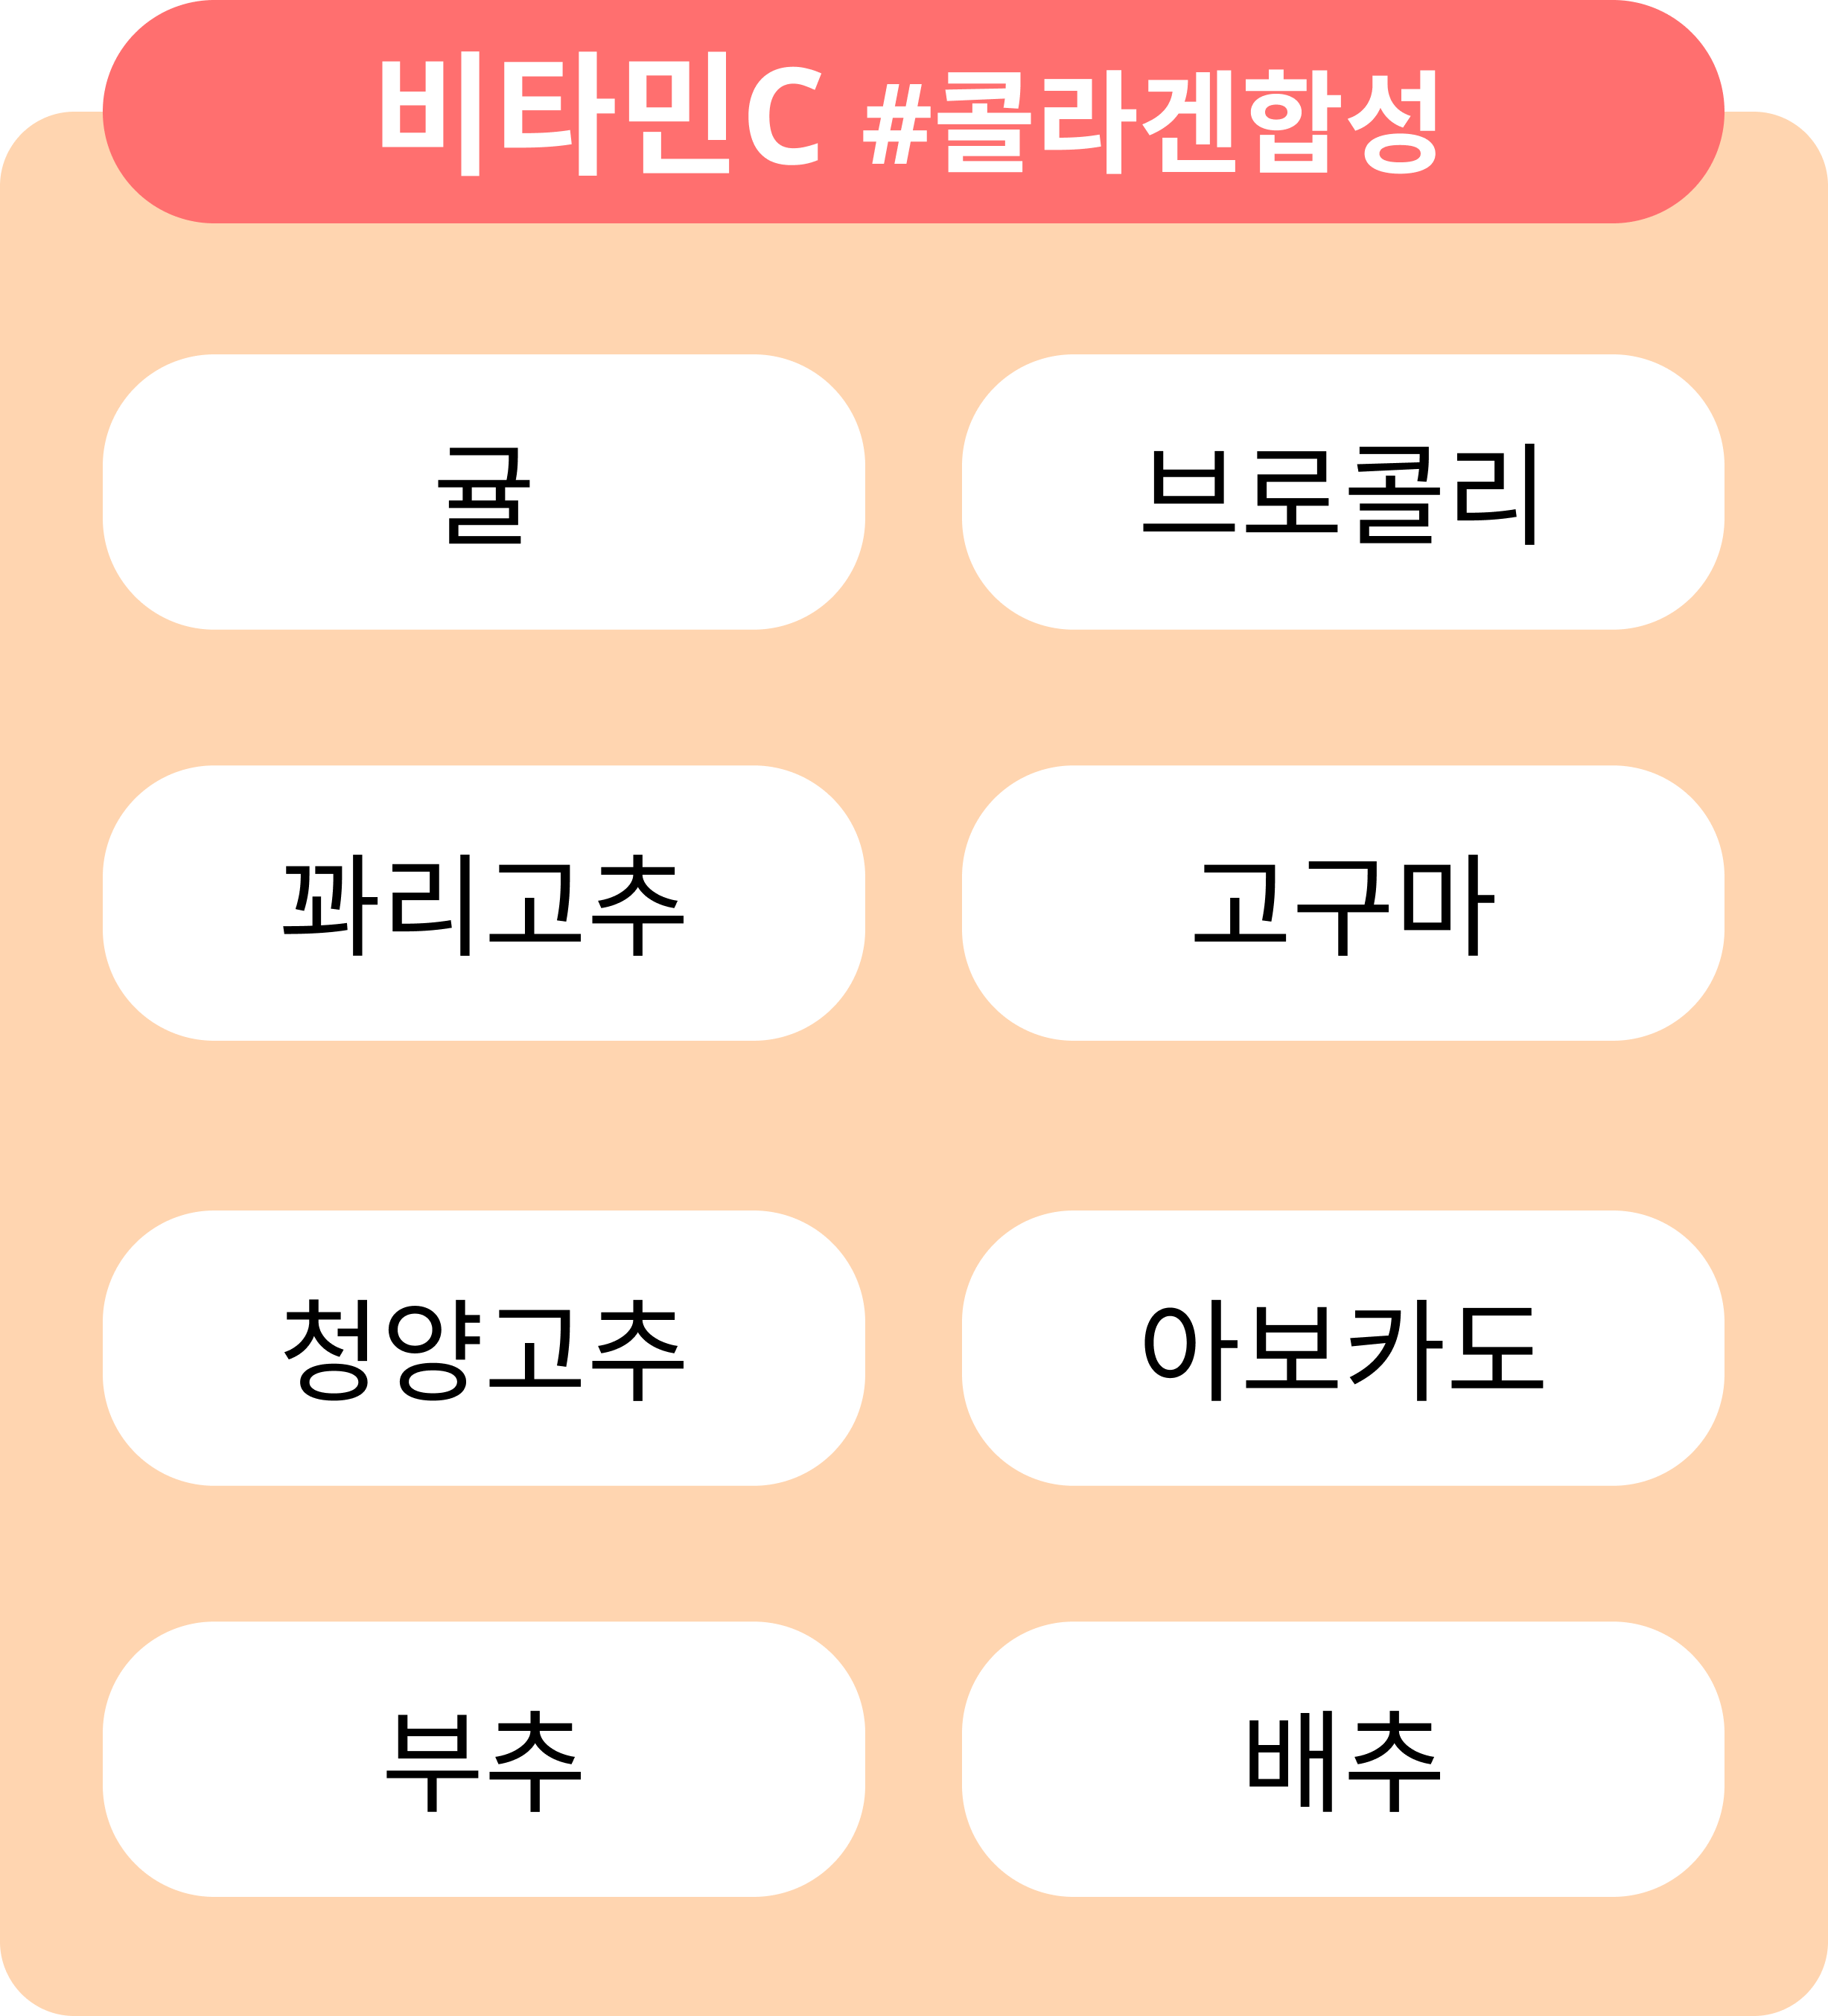 비타민C #콜라겐합성
귤
브로콜리
꽈리고추
고구마
청양고추
아보카도
부추
배추